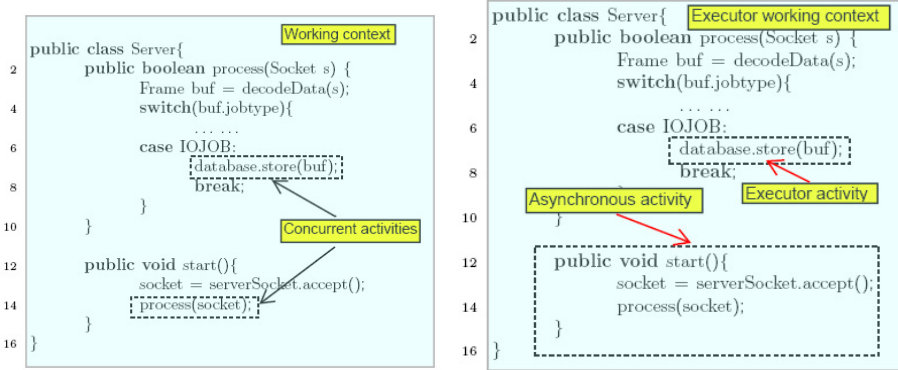 Working context
public class Server{
2 public boolean process(Socket s) {
Frame buf = decodeData(s);
4 switch(buf.jobtype){
... ...
6 case IOJOB:
database.store(buf);
8 break;
}
10 }
Concurrent activities
12 public void start(){
socket = serverSocket.accept();
14 process(socket);
}
16 }
public class Server{
Executor working context
2 public boolean process(Socket s) {
Frame buf = decodeData(s);
4 switch(buf.jobtype){
... ...
6 case IOJOB:
database.store(buf);
8 break;
Asynchronous activity
Executor activity
10 }
12 public void start(){
socket = serverSocket.accept();
14 process(socket);
}
16 }